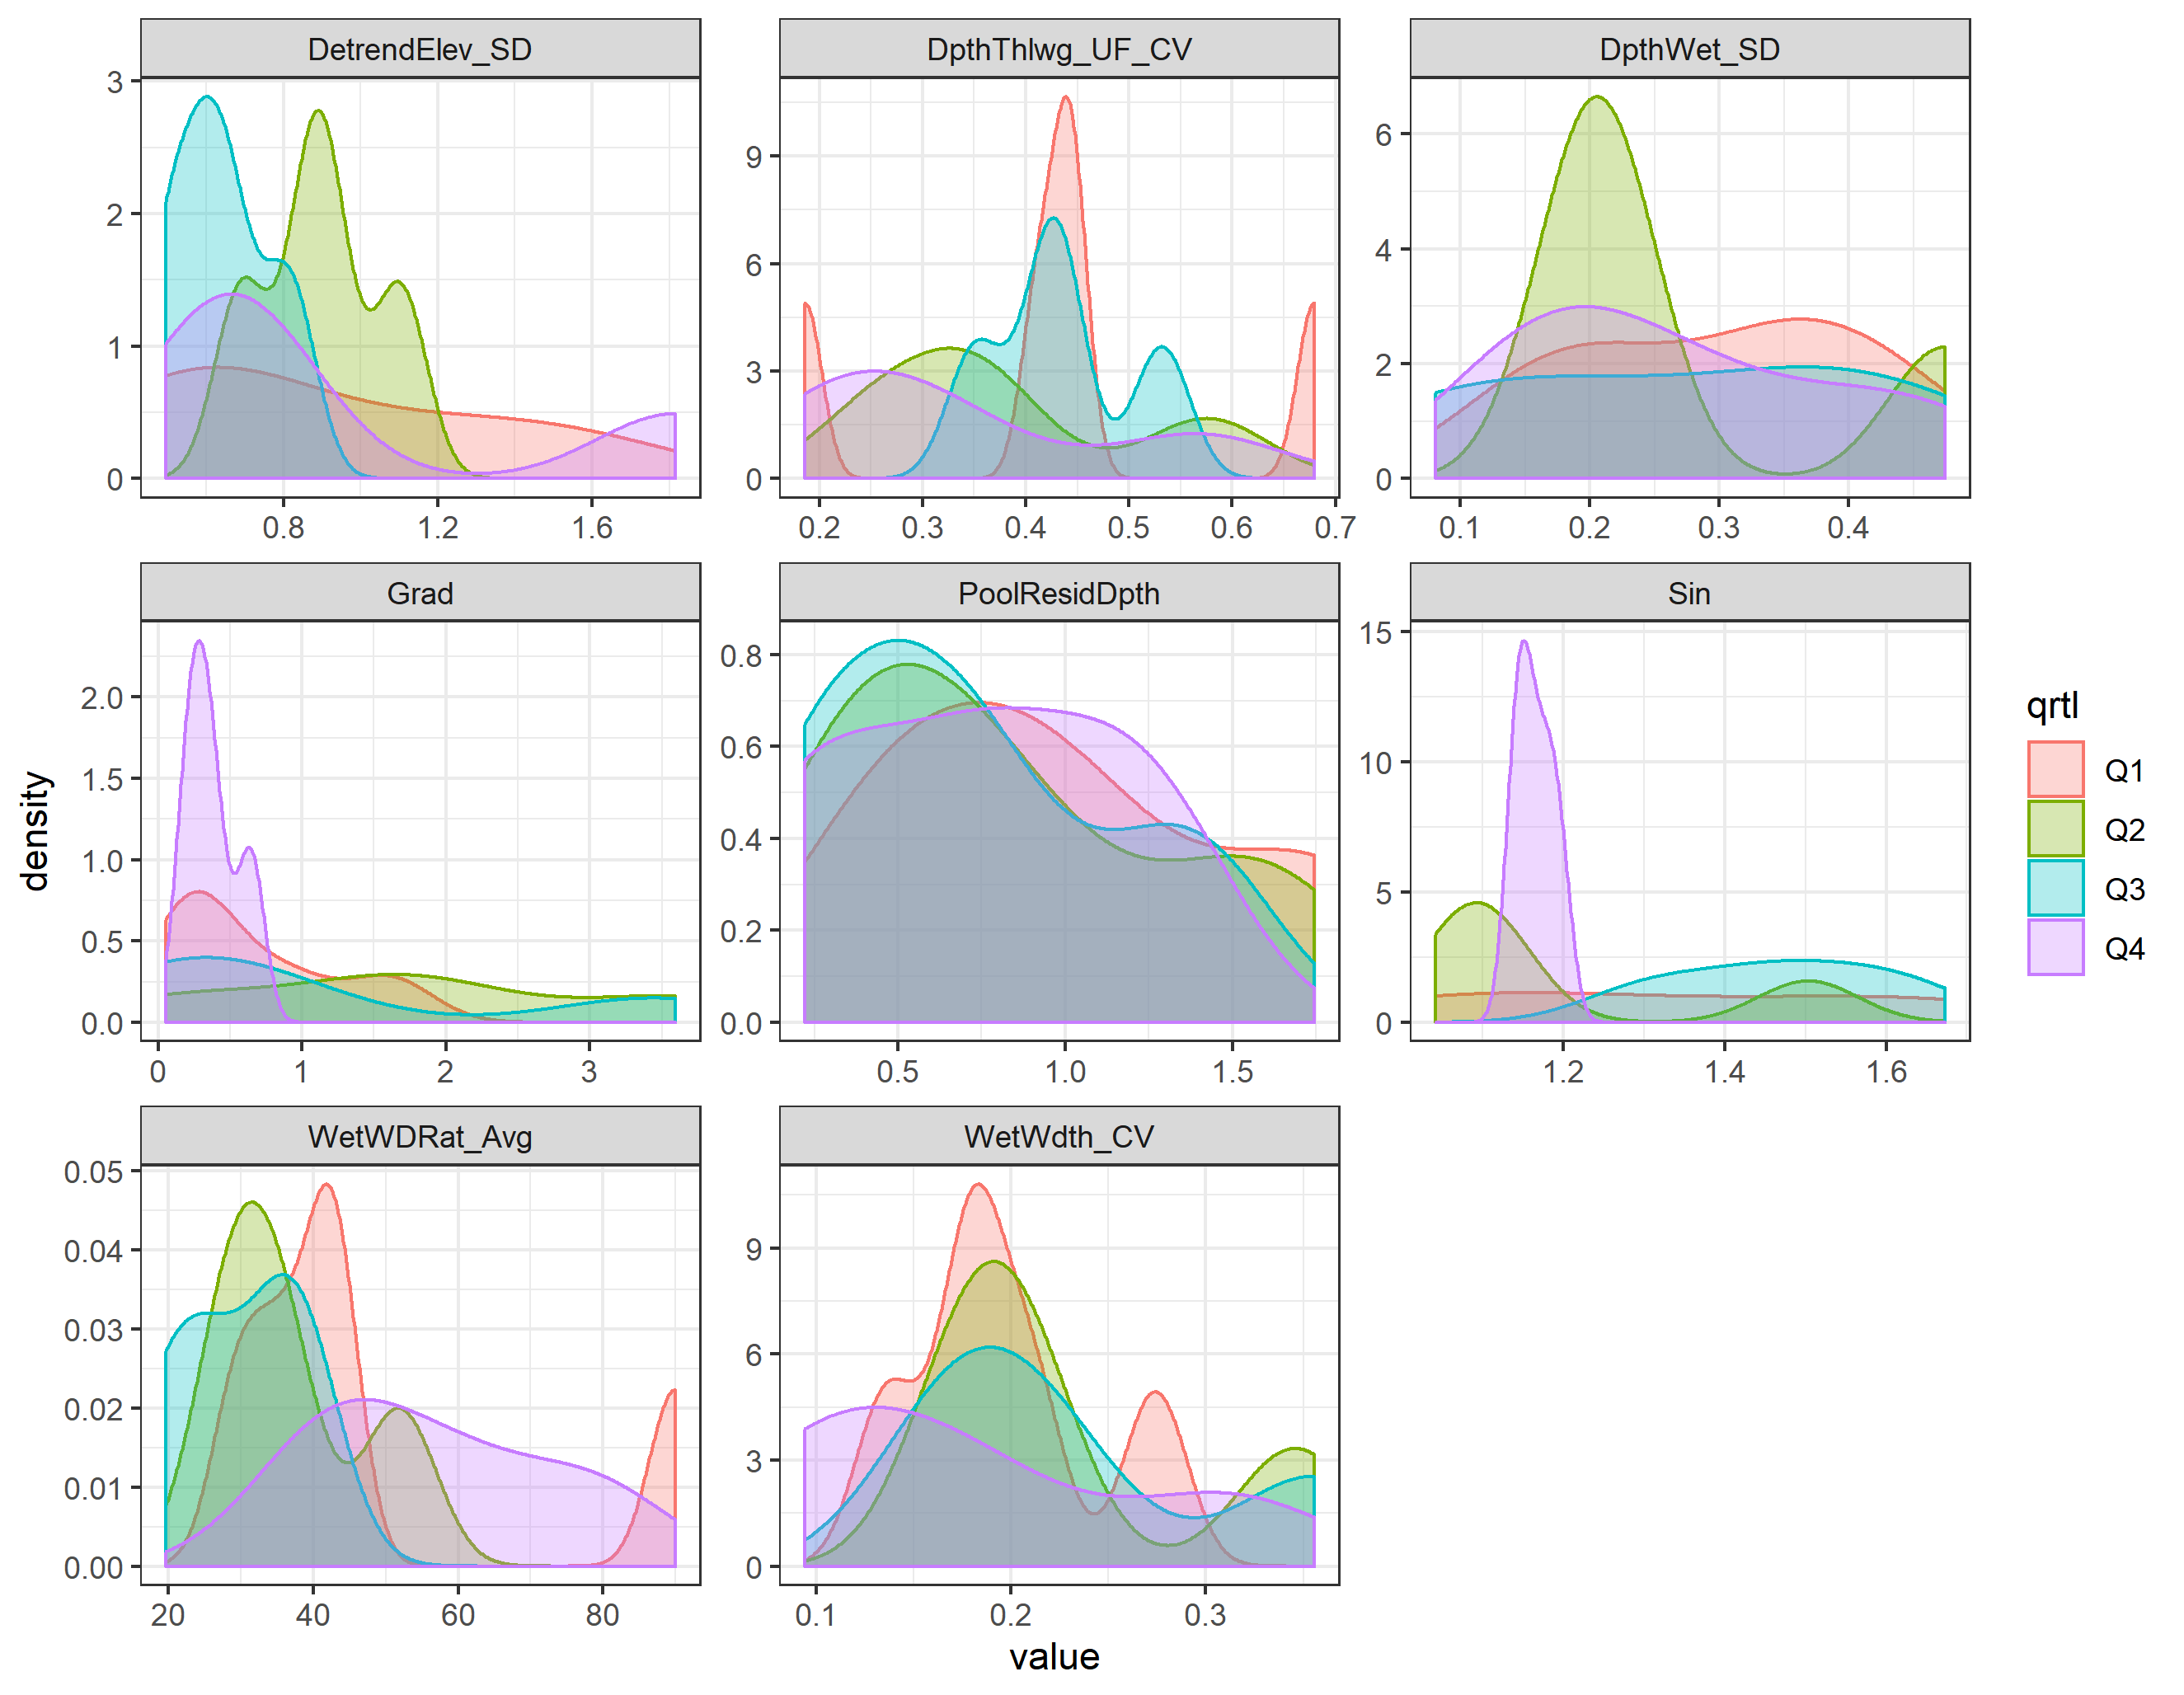 DetrendElev_SD
DpthThlwg_UF_CV
DpthWet_SD
3
2
1
0
0.8 1.2 1.6
9
6
3
0
0.2 0.3 0.4 0.5 0.6 0.7
6
4
2
0
0.1 0.2 0.3 0.4
Grad
PoolResidDpth
Sin
density
2.0
1.5
1.0
0.5
0.0
0 1 2 3
0.8
0.6
0.4
0.2
0.0
0.5 1.0 1.5
15
10
5
0
1.2 1.4 1.6
qrtl
Q1
Q2
Q3
Q4
WetWDRat_Avg
WetWdth_CV
0.05
0.04
0.03
0.02
0.01
0.00
20 40 60 80
9
6
3
0
0.1 0.2 0.3
value